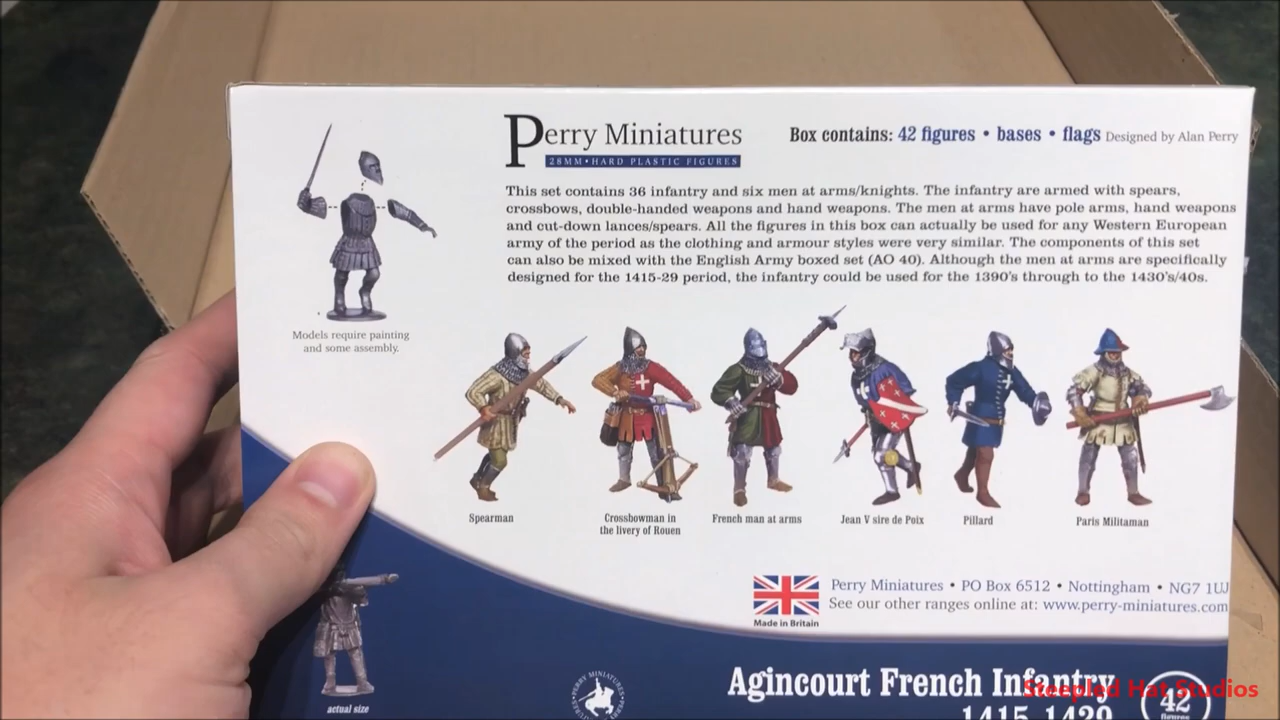 Perry Miniatures
28MM • HARD PLASTIC FIGURES
Box contains: 42 figures • bases • flags Designed by Alan Perry
This set contains 36 infantry and six men at arms/knights. The infantry are armed with spears,
crossbows, double-handed weapons and hand weapons. The men at arms have pole arms, hand weapons
and cut-down lances/spears. All the figures in this box can actually be used for any Western European
army of the period as the clothing and armour styles were very similar. The components of this set
can also be mixed with the English Army boxed set (AO 40). Although the men at arms are specifically
designed for the 1415-29 period, the infantry could be used for the 1390's through to the 1430's/40s.
Models require painting
and some assembly.
Spearman
Crossbowman in
the livery of Rouen
French man at arms
Jean V sire de Poix
Pillard
Paris Militaman
Made in Britain
Perry Miniatures • PO Box 6512 • Nottingham • NG7 1UJ
See our other ranges online at: www.perry-miniatures.com
actual size
PERRY MINIATURES
Agincourt French Infantry
1415-1429
42
figures
Steepled Hat Studios